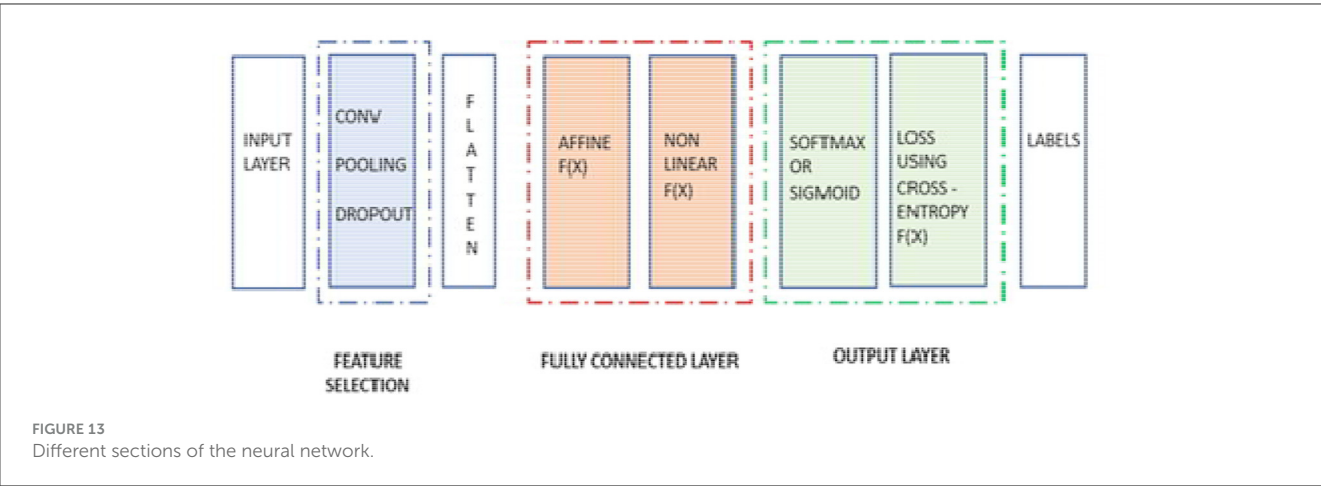 INPUT
LAYER
CONV
POOLING
DROPOUT
F
L
A
T
T
E
N
AFFINE
F(X)
NON
LINEAR
F(X)
SOFTMAX
OR
SIGMOID
LOSS
USING
CROSS -
ENTROPY
F(X)
LABELS
FEATURE
SELECTION
FULLY CONNECTED LAYER
OUTPUT LAYER
FIGURE 13
Different sections of the neural network.